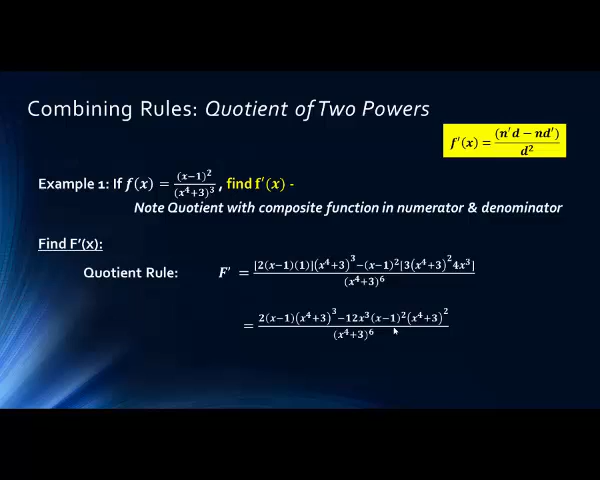 Combining Rules: Quotient of Two Powers
f′(x) = (n′d − nd′) / d²
Example 1: If f(x) = (x−1)² / (x⁴+3)³ , find f′(x) -
Note Quotient with composite function in numerator & denominator
Find F′(x):
Quotient Rule: F′ = [2(x−1)(1)](x⁴+3)³−(x−1)²[3(x⁴+3)²4x³] / (x⁴+3)⁶
= 2(x−1)(x⁴+3)³−12x³(x−1)²(x⁴+3)² / (x⁴+3)⁶